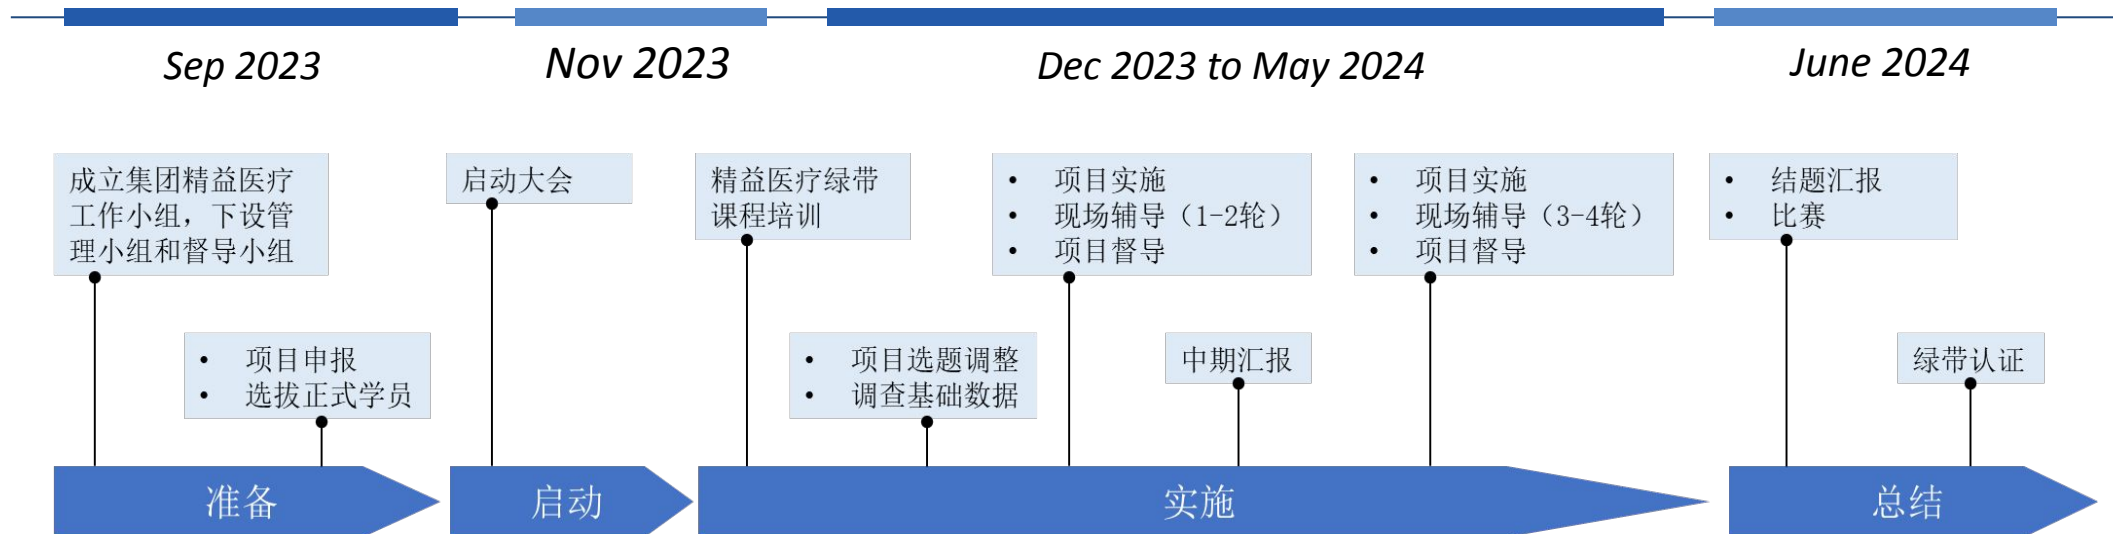 Sep 2023
Nov 2023
Dec 2023 to May 2024
June 2024
成立集团精益医疗
工作小组，下设管
理小组和督导小组
启动大会
精益医疗绿带
课程培训
• 项目实施
• 现场辅导（1-2轮）
• 项目督导
• 项目实施
• 现场辅导（3-4轮）
• 项目督导
• 结题汇报
• 比赛
• 项目申报
• 选拔正式学员
• 项目选题调整
• 调查基础数据
中期汇报
绿带认证
准备
启动
实施
总结